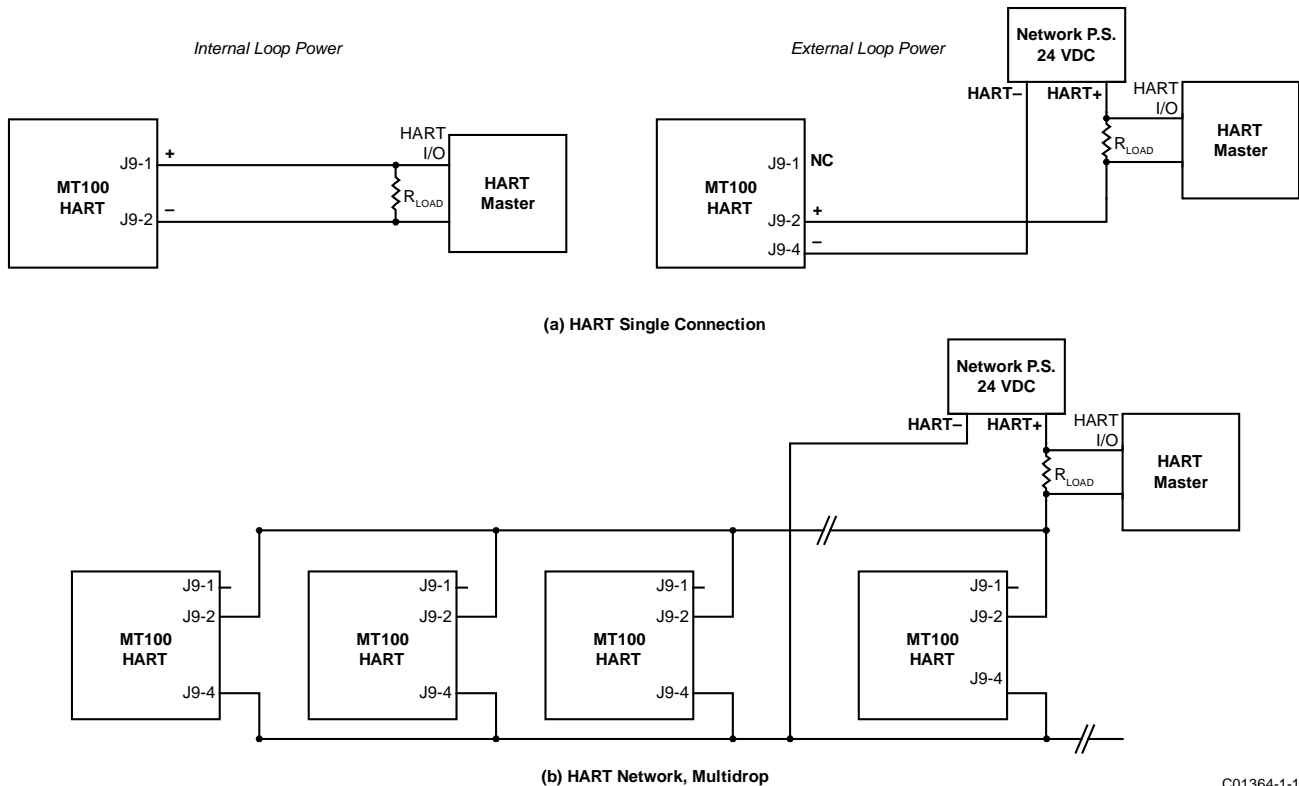 Internal Loop Power
External Loop Power
Network P.S.
24 VDC
HART–
HART+
HART
I/O
HART
Master
RLOAD
MT100
HART
J9-1
+
J9-2
–
HART
I/O
RLOAD
HART
Master
MT100
HART
J9-1
NC
J9-2
+
J9-4
–
(a) HART Single Connection
Network P.S.
24 VDC
HART–
HART+
HART
I/O
RLOAD
HART
Master
J9-1
J9-2
MT100
HART
J9-4
J9-1
J9-2
MT100
HART
J9-4
J9-1
J9-2
MT100
HART
J9-4
J9-1
J9-2
MT100
HART
J9-4
(b) HART Network, Multidrop
C01364-1-1